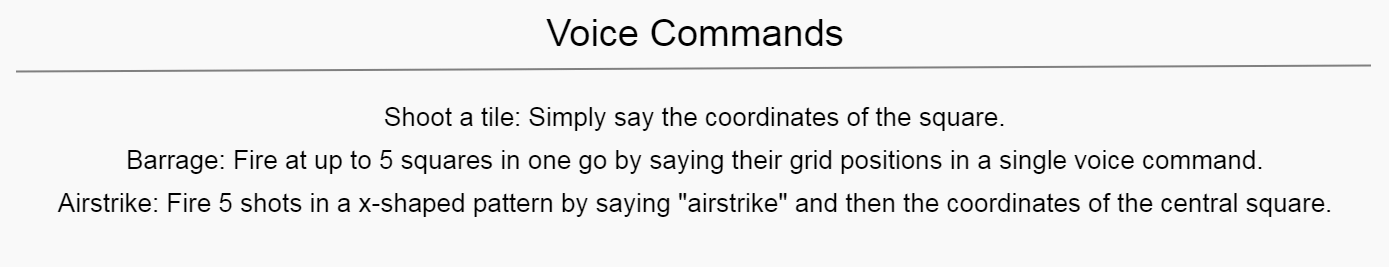 Voice Commands
Shoot a tile: Simply say the coordinates of the square.
Barrage: Fire at up to 5 squares in one go by saying their grid positions in a single voice command.
Airstrike: Fire 5 shots in a x-shaped pattern by saying "airstrike" and then the coordinates of the central square.